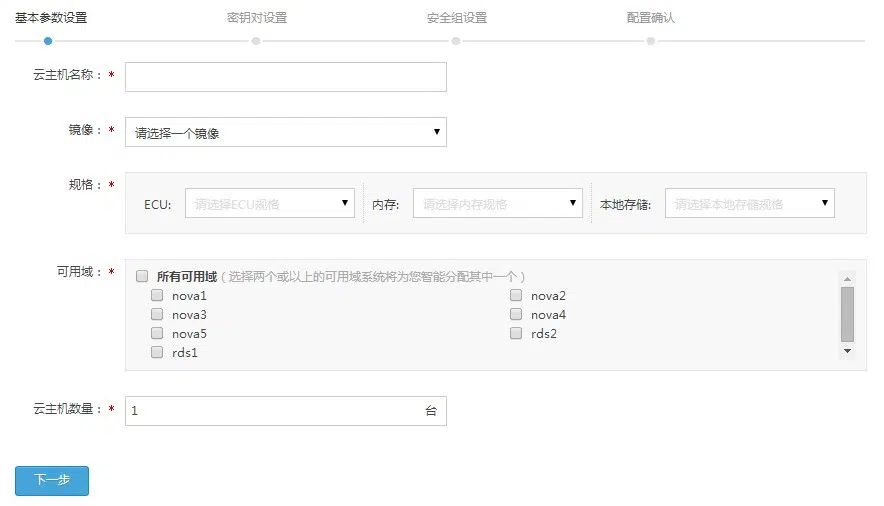 基本参数设置 密钥对设置 安全组设置 配置确认
云主机名称： *
镜像： * 请选择一个镜像
规格： * ECU: 请选择ECU规格 内存: 请选择内存规格 本地存储: 请选择本地存储规格
可用域： * 所有可用域（选择两个或以上的可用域系统将为您智能分配其中一个）
nova1 nova2
nova3 nova4
nova5 rds2
rds1
云主机数量： * 1 台
下一步